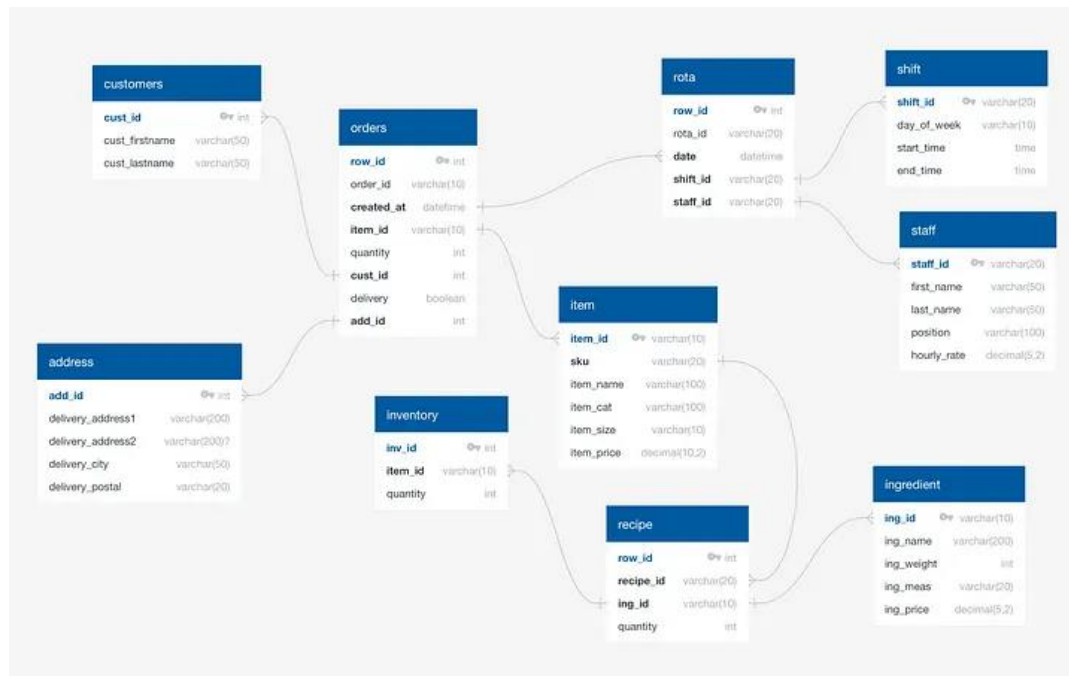 customers
cust_id int
cust_firstname varchar(50)
cust_lastname varchar(50)
orders
row_id int
order_id varchar(10)
created_at datetime
item_id varchar(10)
quantity int
cust_id int
delivery boolean
add_id int
address
add_id int
delivery_address1 varchar(200)
delivery_address2 varchar(200)?
delivery_city varchar(50)
delivery_postal varchar(20)
rota
row_id int
rota_id varchar(20)
date datetime
shift_id varchar(20)
staff_id varchar(20)
shift
shift_id varchar(20)
day_of_week varchar(10)
start_time time
end_time time
staff
staff_id varchar(20)
first_name varchar(50)
last_name varchar(50)
position varchar(100)
hourly_rate decimal(5,2)
item
item_id varchar(10)
sku varchar(20)
item_name varchar(100)
item_cat varchar(100)
item_size varchar(10)
item_price decimal(10,2)
inventory
inv_id int
item_id varchar(10)
quantity int
recipe
row_id int
recipe_id varchar(20)
ing_id varchar(10)
quantity int
ingredient
ing_id varchar(10)
ing_name varchar(200)
ing_weight int
ing_meas varchar(20)
ing_price decimal(5,2)